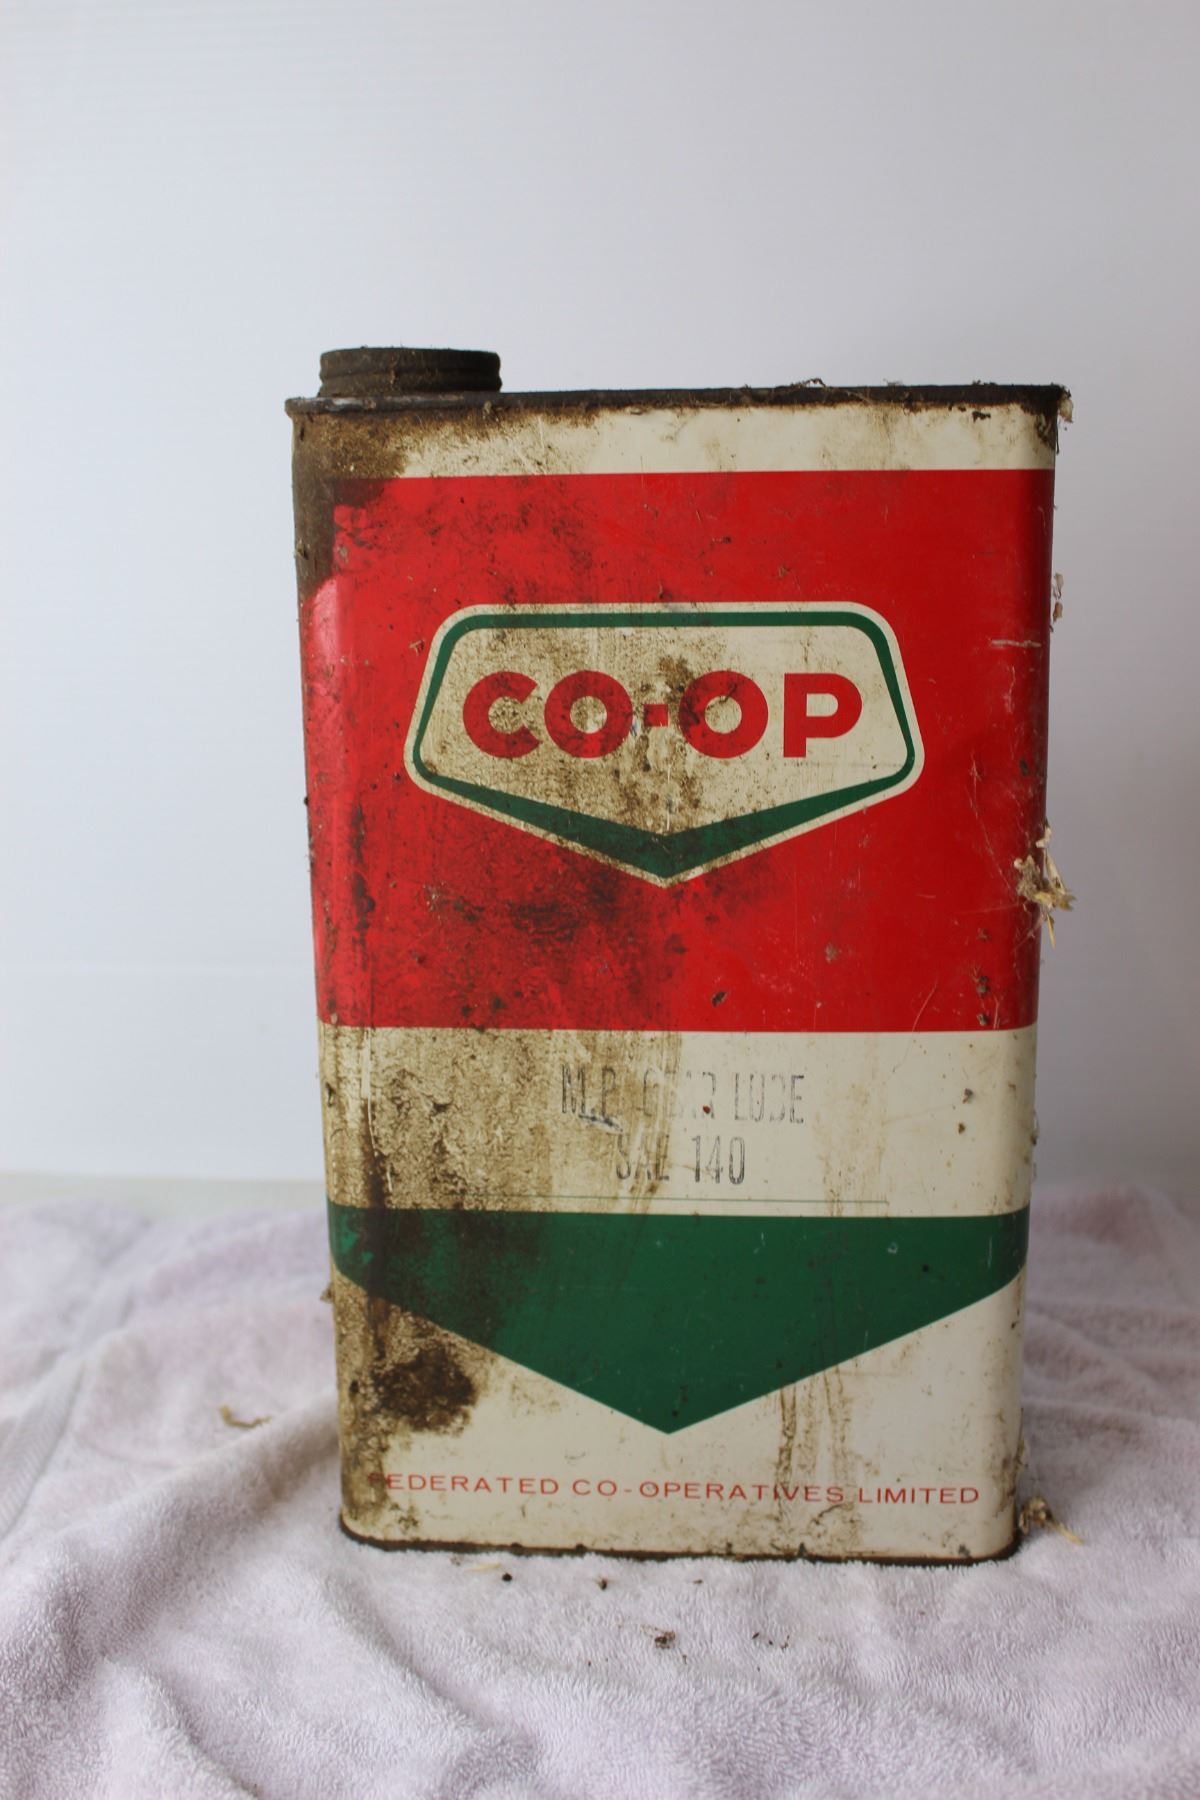 CO-OP
M.P. GEAR LUBE
SAE 140
FEDERATED CO-OPERATIVES LIMITED